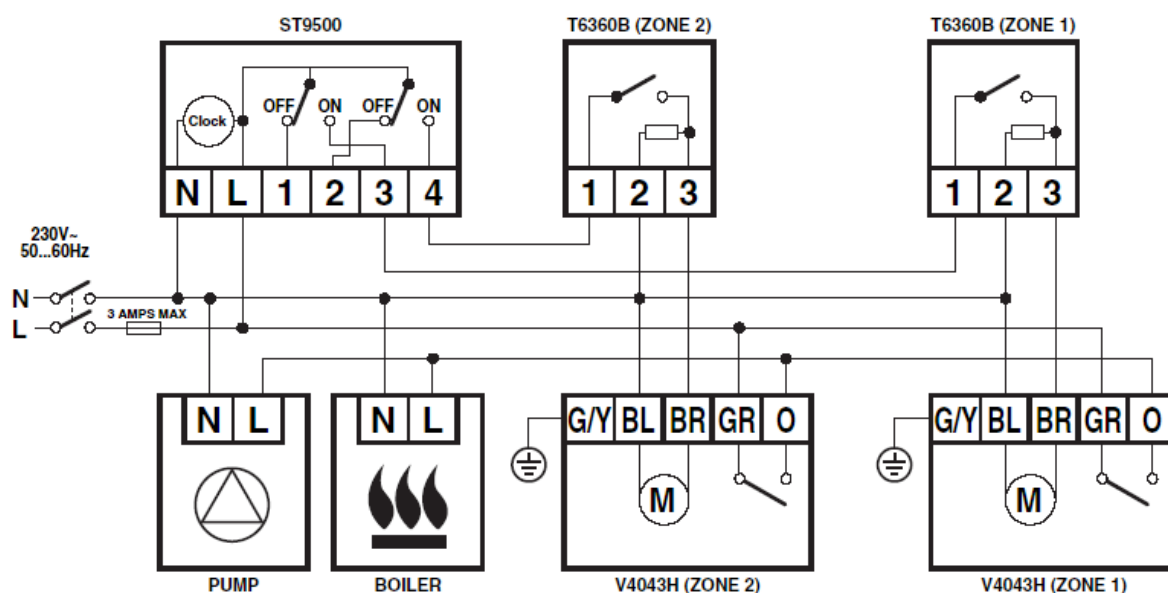 ST9500
T6360B (ZONE 2)
T6360B (ZONE 1)
Clock
OFF ON OFF ON
N L 1 2 3 4
1 2 3
1 2 3
230V~
50...60Hz
N
L
3 AMPS MAX
N L
N L
G/Y BL BR GR O
G/Y BL BR GR O
M
M
PUMP
BOILER
V4043H (ZONE 2)
V4043H (ZONE 1)